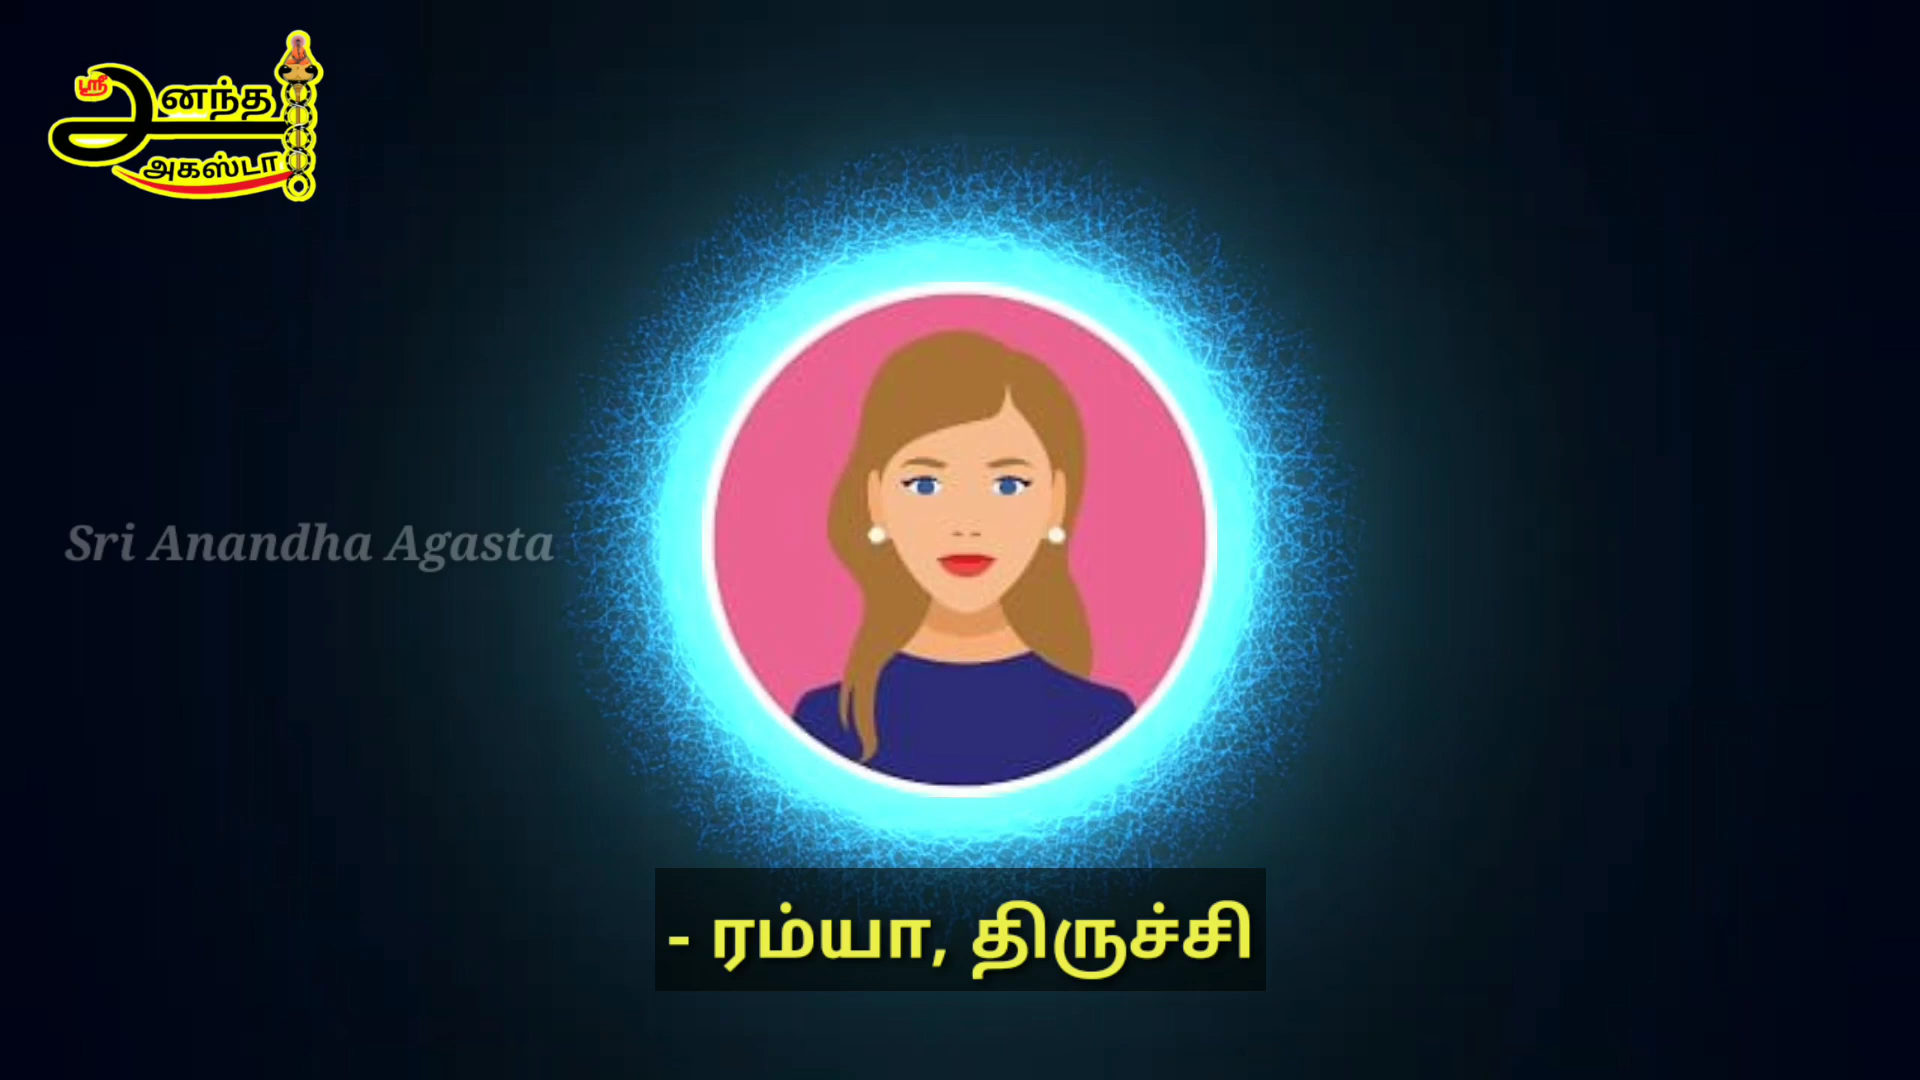 ஸ்ரீ
அனந்த
அகஸ்டா
Sri Anandha Agasta
- ரம்யா, திருச்சி